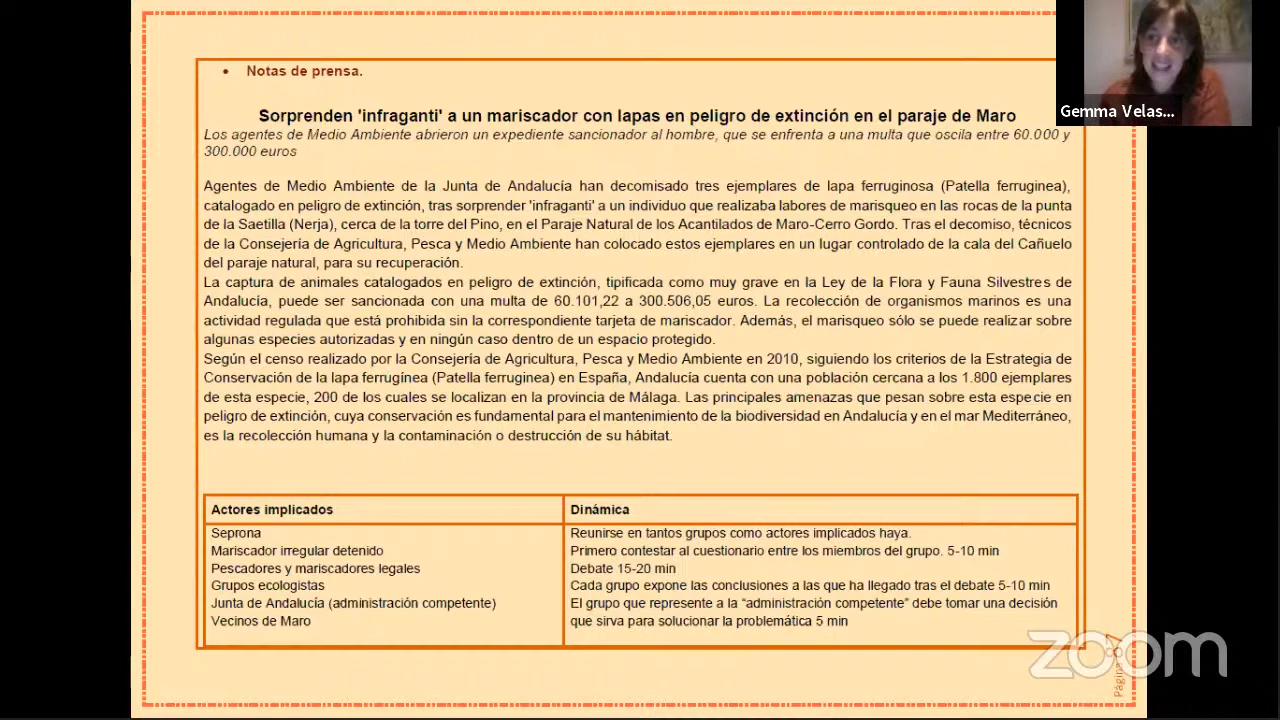 • Notas de prensa.
Sorprenden 'infraganti' a un mariscador con lapas en peligro de extinción en el paraje de Maro
Los agentes de Medio Ambiente abrieron un expediente sancionador al hombre, que se enfrenta a una multa que oscila entre 60.000 y
300.000 euros
Agentes de Medio Ambiente de la Junta de Andalucía han decomisado tres ejemplares de lapa ferruginosa (Patella ferruginea),
catalogado en peligro de extinción, tras sorprender 'infraganti' a un individuo que realizaba labores de marisqueo en las rocas de la punta
de la Saetilla (Nerja), cerca de la torre del Pino, en el Paraje Natural de los Acantilados de Maro-Cerro Gordo. Tras el decomiso, técnicos
de la Consejería de Agricultura, Pesca y Medio Ambiente han colocado estos ejemplares en un lugar controlado de la cala del Cañuelo
del paraje natural, para su recuperación.
La captura de animales catalogados en peligro de extinción, tipificada como muy grave en la Ley de la Flora y Fauna Silvestres de
Andalucía, puede ser sancionada con una multa de 60.101,22 a 300.506,05 euros. La recolección de organismos marinos es una
actividad regulada que está prohibida sin la correspondiente tarjeta de mariscador. Además, el marisqueo sólo se puede realizar sobre
algunas especies autorizadas y en ningún caso dentro de un espacio protegido.
Según el censo realizado por la Consejería de Agricultura, Pesca y Medio Ambiente en 2010, siguiendo los criterios de la Estrategia de
Conservación de la lapa ferrugínea (Patella ferruginea) en España, Andalucía cuenta con una población cercana a los 1.800 ejemplares
de esta especie, 200 de los cuales se localizan en la provincia de Málaga. Las principales amenazas que pesan sobre esta especie en
peligro de extinción, cuya conservación es fundamental para el mantenimiento de la biodiversidad en Andalucía y en el mar Mediterráneo,
es la recolección humana y la contaminación o destrucción de su hábitat.
Actores implicados
Seprona
Mariscador irregular detenido
Pescadores y mariscadores legales
Grupos ecologistas
Junta de Andalucía (administración competente)
Vecinos de Maro
Dinámica
Reunirse en tantos grupos como actores implicados haya.
Primero contestar al cuestionario entre los miembros del grupo. 5-10 min
Debate 15-20 min
Cada grupo expone las conclusiones a las que ha llegado tras el debate 5-10 min
El grupo que represente a la “administración competente” debe tomar una decisión
que sirva para solucionar la problemática 5 min
Gemma Velas...
zoom
Página